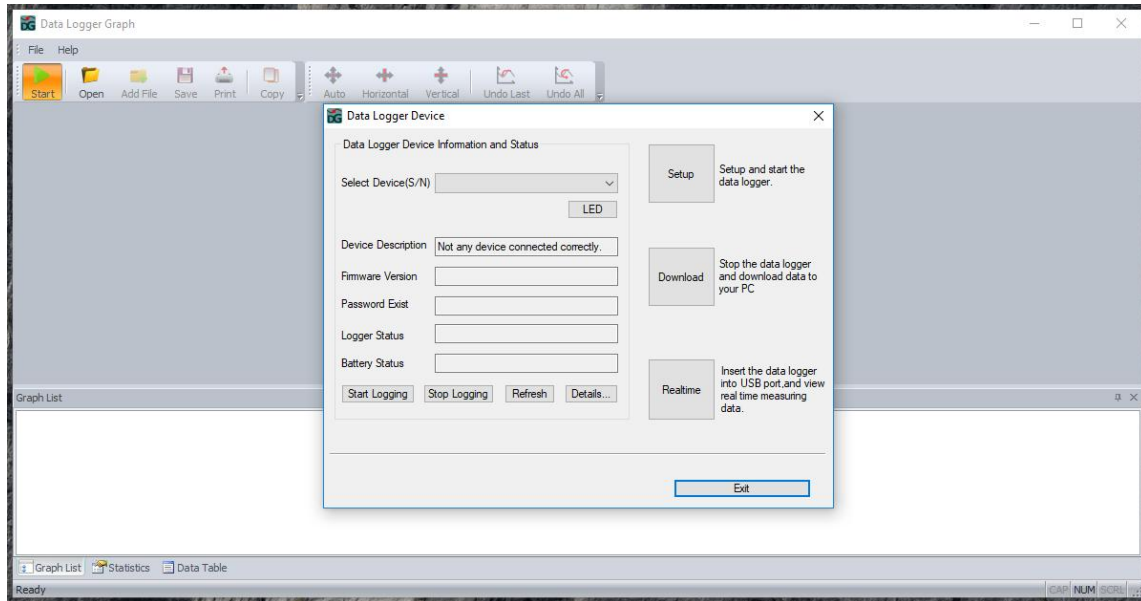 Data Logger Graph
File Help
Start Open Add File Save Print Copy Auto Horizontal Vertical Undo Last Undo All
Data Logger Device
Data Logger Device Information and Status
Select Device(S/N)
LED
Device Description Not any device connected correctly.
Firmware Version
Password Exist
Logger Status
Battery Status
Start Logging Stop Logging Refresh Details...
Setup
Setup and start the
data logger.
Download
Stop the data logger
and download data to
your PC
Realtime
Insert the data logger
into USB port,and view
real time measuring
data.
Exit
Graph List
Graph List Statistics Data Table
Ready
CAP NUM SCRL